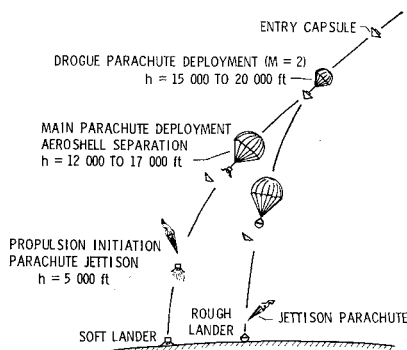 ENTRY CAPSULE
DROGUE PARACHUTE DEPLOYMENT (M = 2)
h = 15 000 TO 20 000 ft
MAIN PARACHUTE DEPLOYMENT
AEROSHELL SEPARATION
h = 12 000 TO 17 000 ft
PROPULSION INITIATION
PARACHUTE JETTISON
h = 5 000 ft
ROUGH
LANDER
JETTISON PARACHUTE
SOFT LANDER